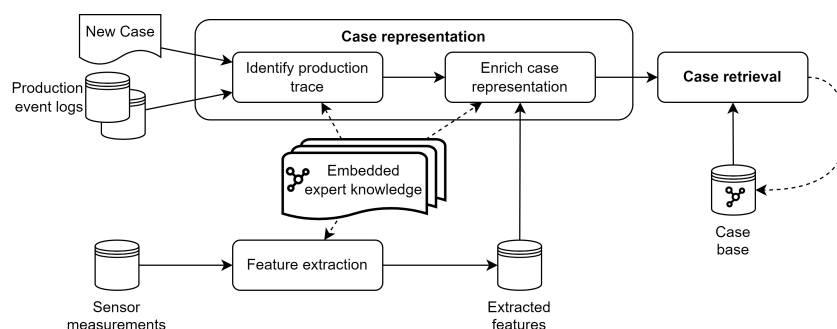 New Case
Case representation
Identify production
trace
Enrich case
representation
Case retrieval
Production
event logs
Embedded
expert knowledge
Case
base
Feature extraction
Sensor
measurements
Extracted
features